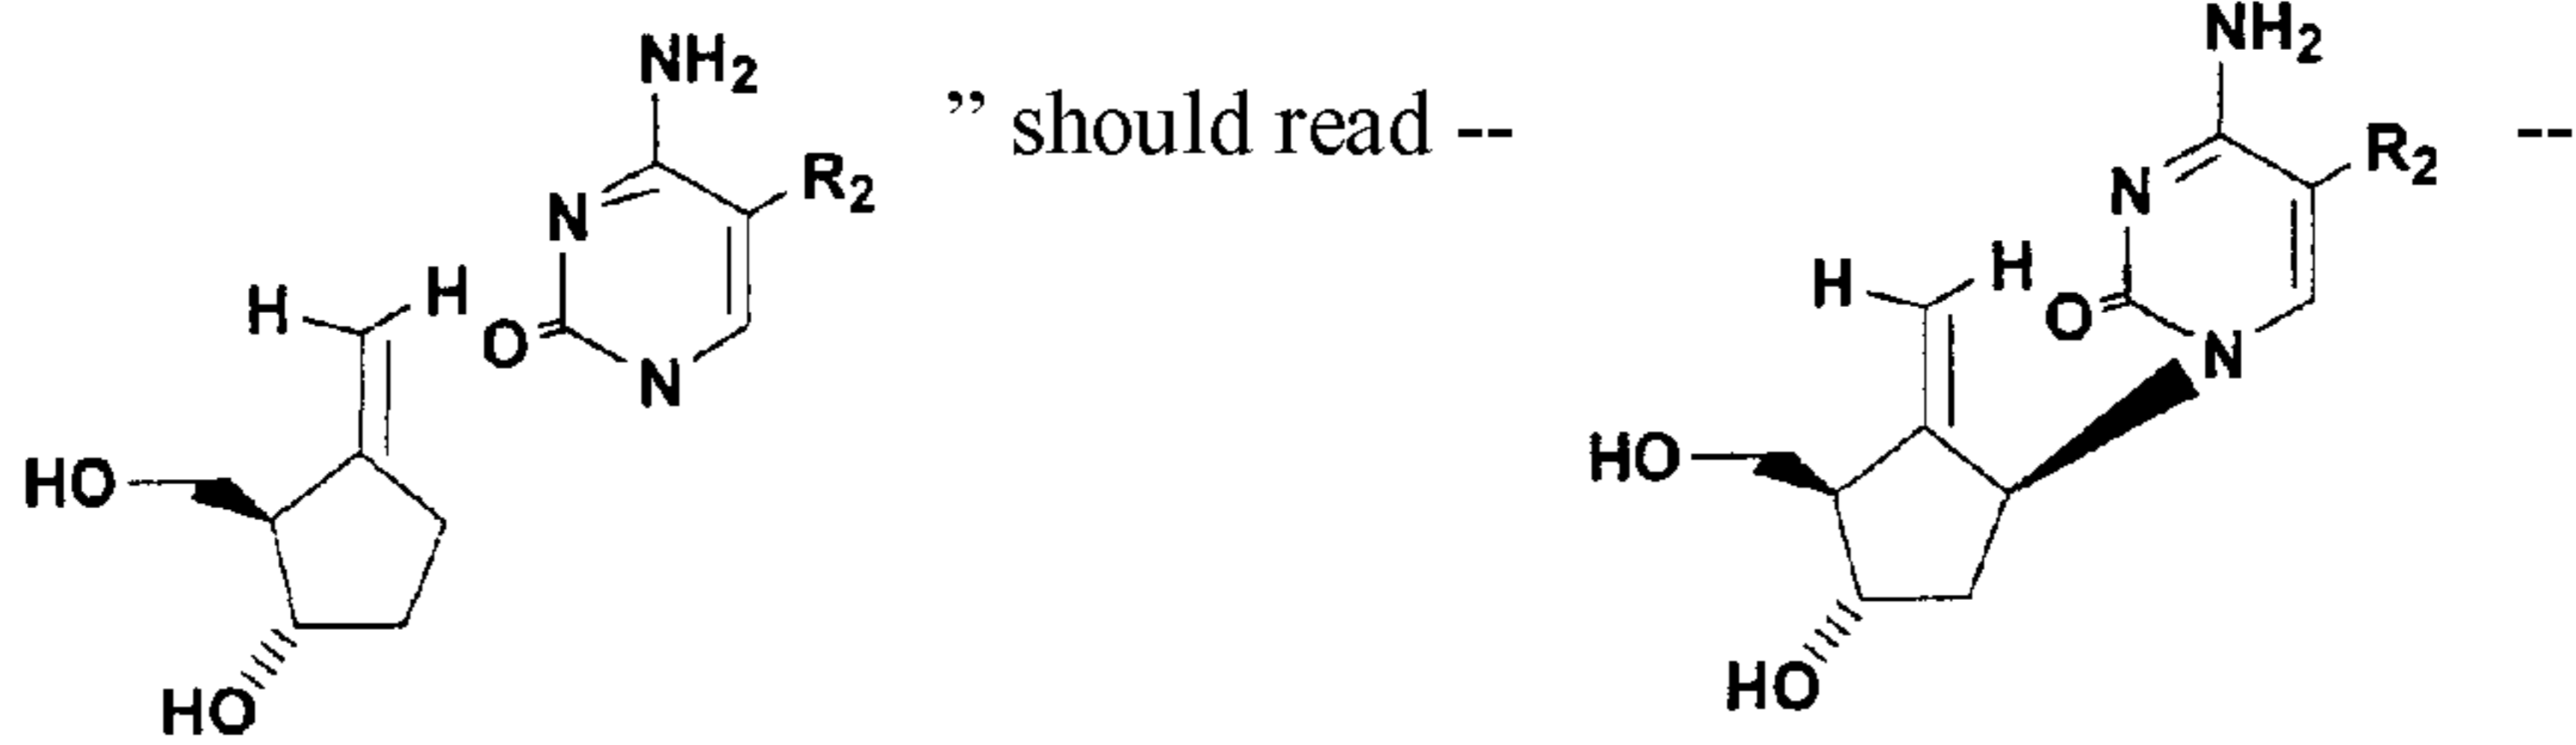 NH2
R2
N
H H
O
N
HO
HO
” should read --
NH2
R2
N
H H
O
N
HO
HO
--